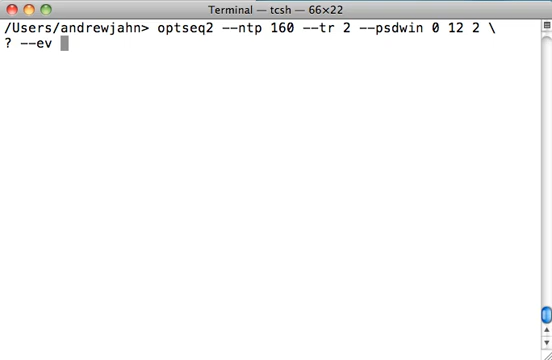 Terminal — tcsh — 66×22
/Users/andrewjahn> optseq2 --ntp 160 --tr 2 --psdwin 0 12 2 \
? --ev